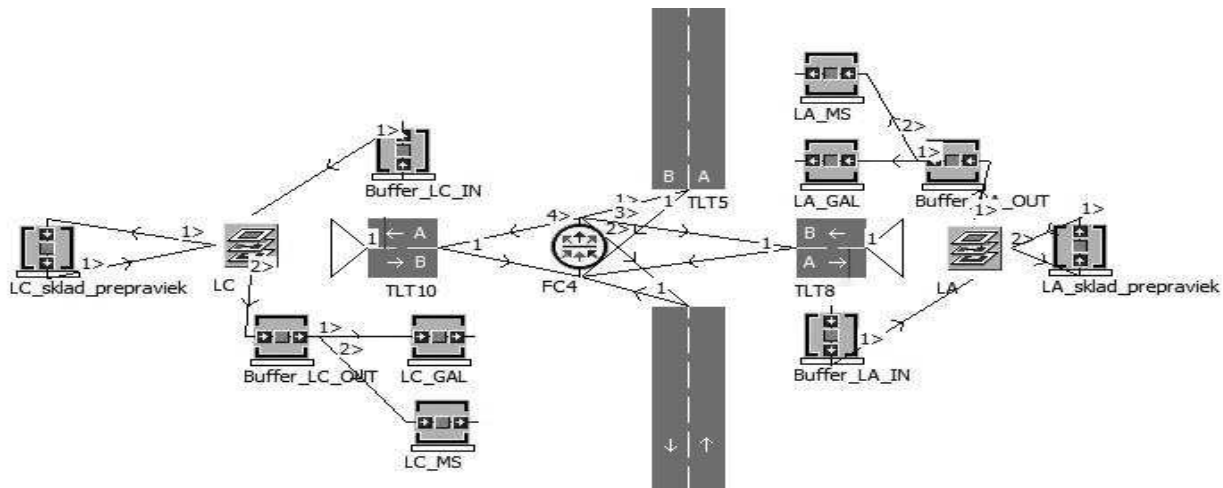 LA_MS
1>
2>
Buffer_LC_IN
B A
1>
LA_GAL
1>
TLT5
1
Buffer_LA_OUT
4>
3>
2>
1>
1>
1>
2>
LC_sklad_prepraviek
LC
1
A
B
TLT10
1
1
FC4
1
1
B
A
TLT8
1
LA
2>
1>
LA_sklad_prepraviek
1
1>
2>
Buffer_LC_OUT
LC_GAL
1>
Buffer_LA_IN
LC_MS